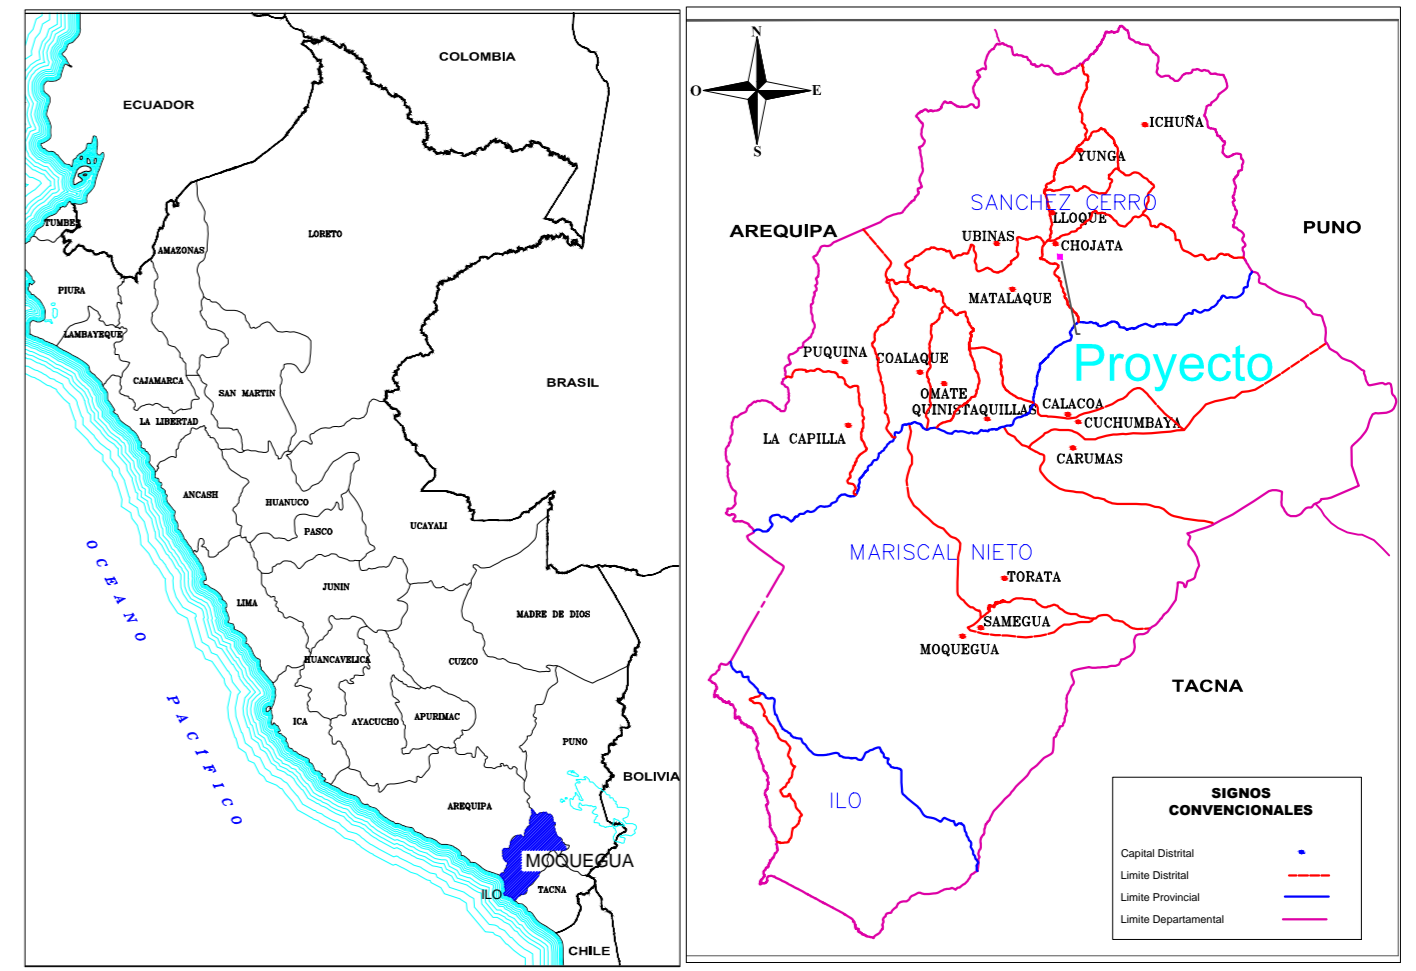 COLOMBIA
ECUADOR
TUMBES
AMAZONAS
LORETO
PIURA
LAMBAYEQUE
CAJAMARCA
SAN MARTIN
BRASIL
LA LIBERTAD
ANCASH
HUANUCO
PASCO
UCAYALI
JUNIN
LIMA
MADRE DE DIOS
HUANCAVELICA
CUZCO
ICA
AYACUCHO
APURIMAC
PUNO
BOLIVIA
AREQUIPA
MOQUEGUA
ILO
TACNA
CHILE
OCEANO
PACIFICO
N
O
E
S
ICHUÑA
YUNGA
SANCHEZ CERRO
LLOQUE
AREQUIPA
PUNO
UBINAS
CHOJATA
MATALAQUE
PUQUINA
COALAQUE
Proyecto
OMATE
QUINISTAQUILLAS
CALACOA
CUCHUMBAYA
LA CAPILLA
CARUMAS
MARISCAL NIETO
TORATA
SAMEGUA
MOQUEGUA
TACNA
ILO
SIGNOS
CONVENCIONALES
Capital Distrital
Limite Distrital
Limite Provincial
Limite Departamental